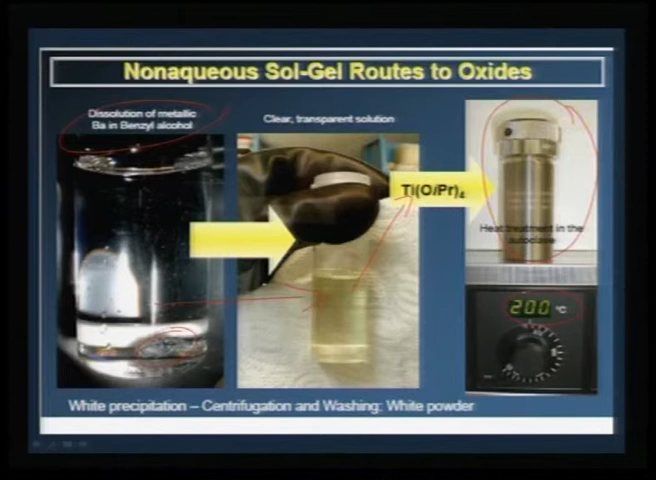 Nonaqueous Sol-Gel Routes to Oxides
Dissolution of metallic
Ba in Benzyl alcohol
Clear, transparent solution
Ti(OiPr)₄
Heat treatment in the
autoclave
200 °C
White precipitation – Centrifugation and Washing: White powder